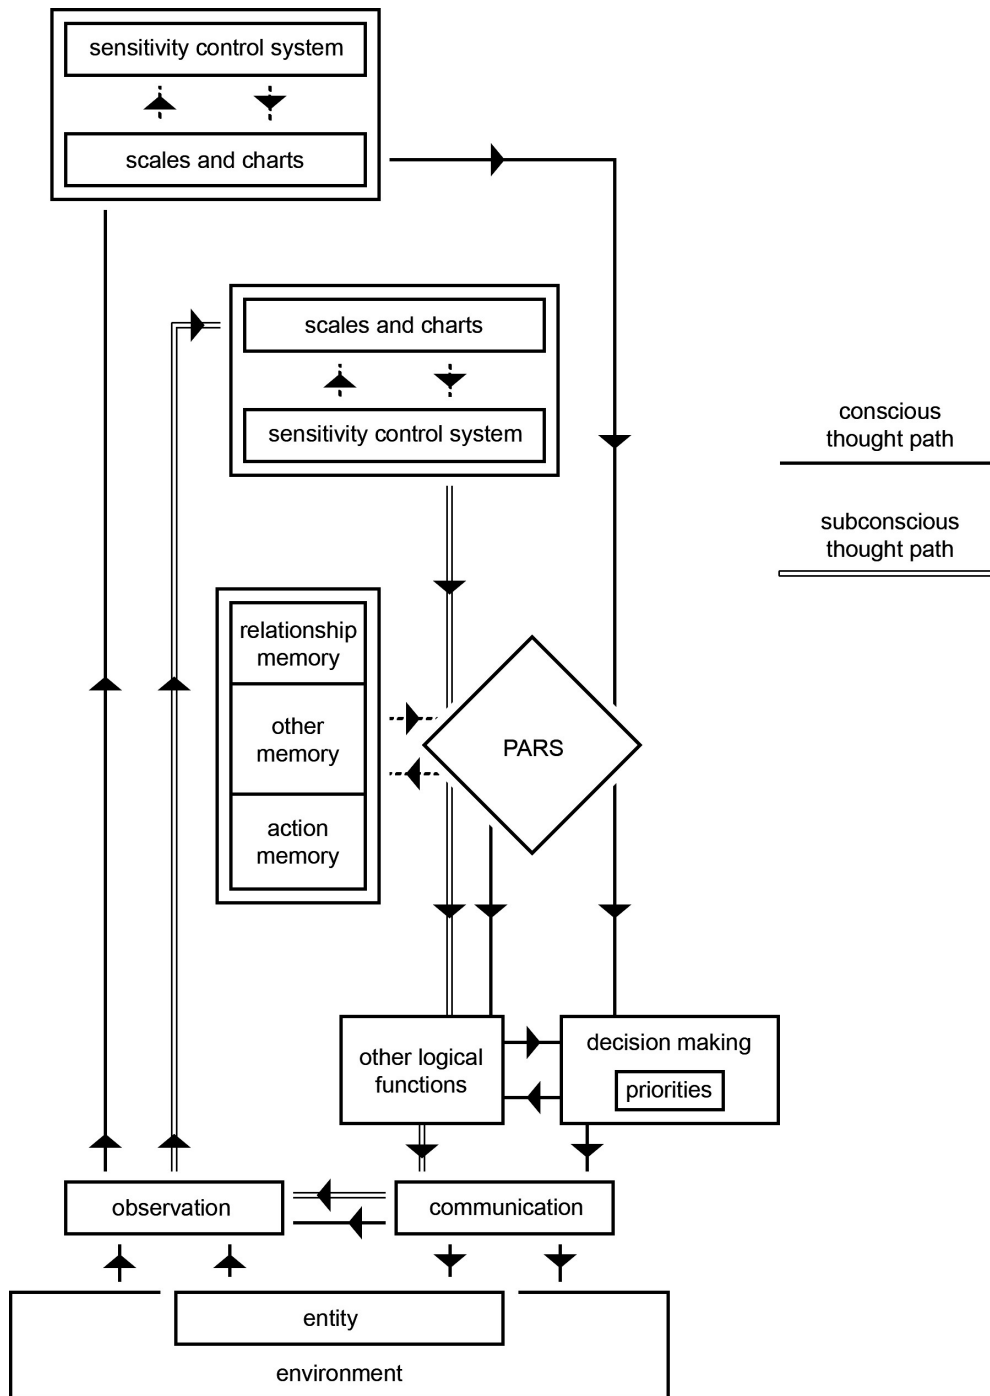 sensitivity control system
scales and charts
scales and charts
sensitivity control system
conscious
thought path
subconscious
thought path
relationship
memory
other
memory
action
memory
PARS
other logical
functions
decision making
priorities
observation
communication
entity
environment